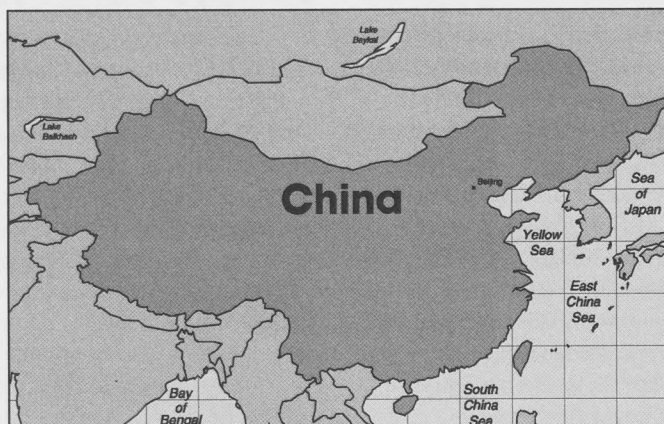 Lake
Baykal
Lake
Balkhash
China
Beijing
Sea
of
Japan
Yellow
Sea
East
China
Sea
Bay
of
Bengal
South
China
Sea